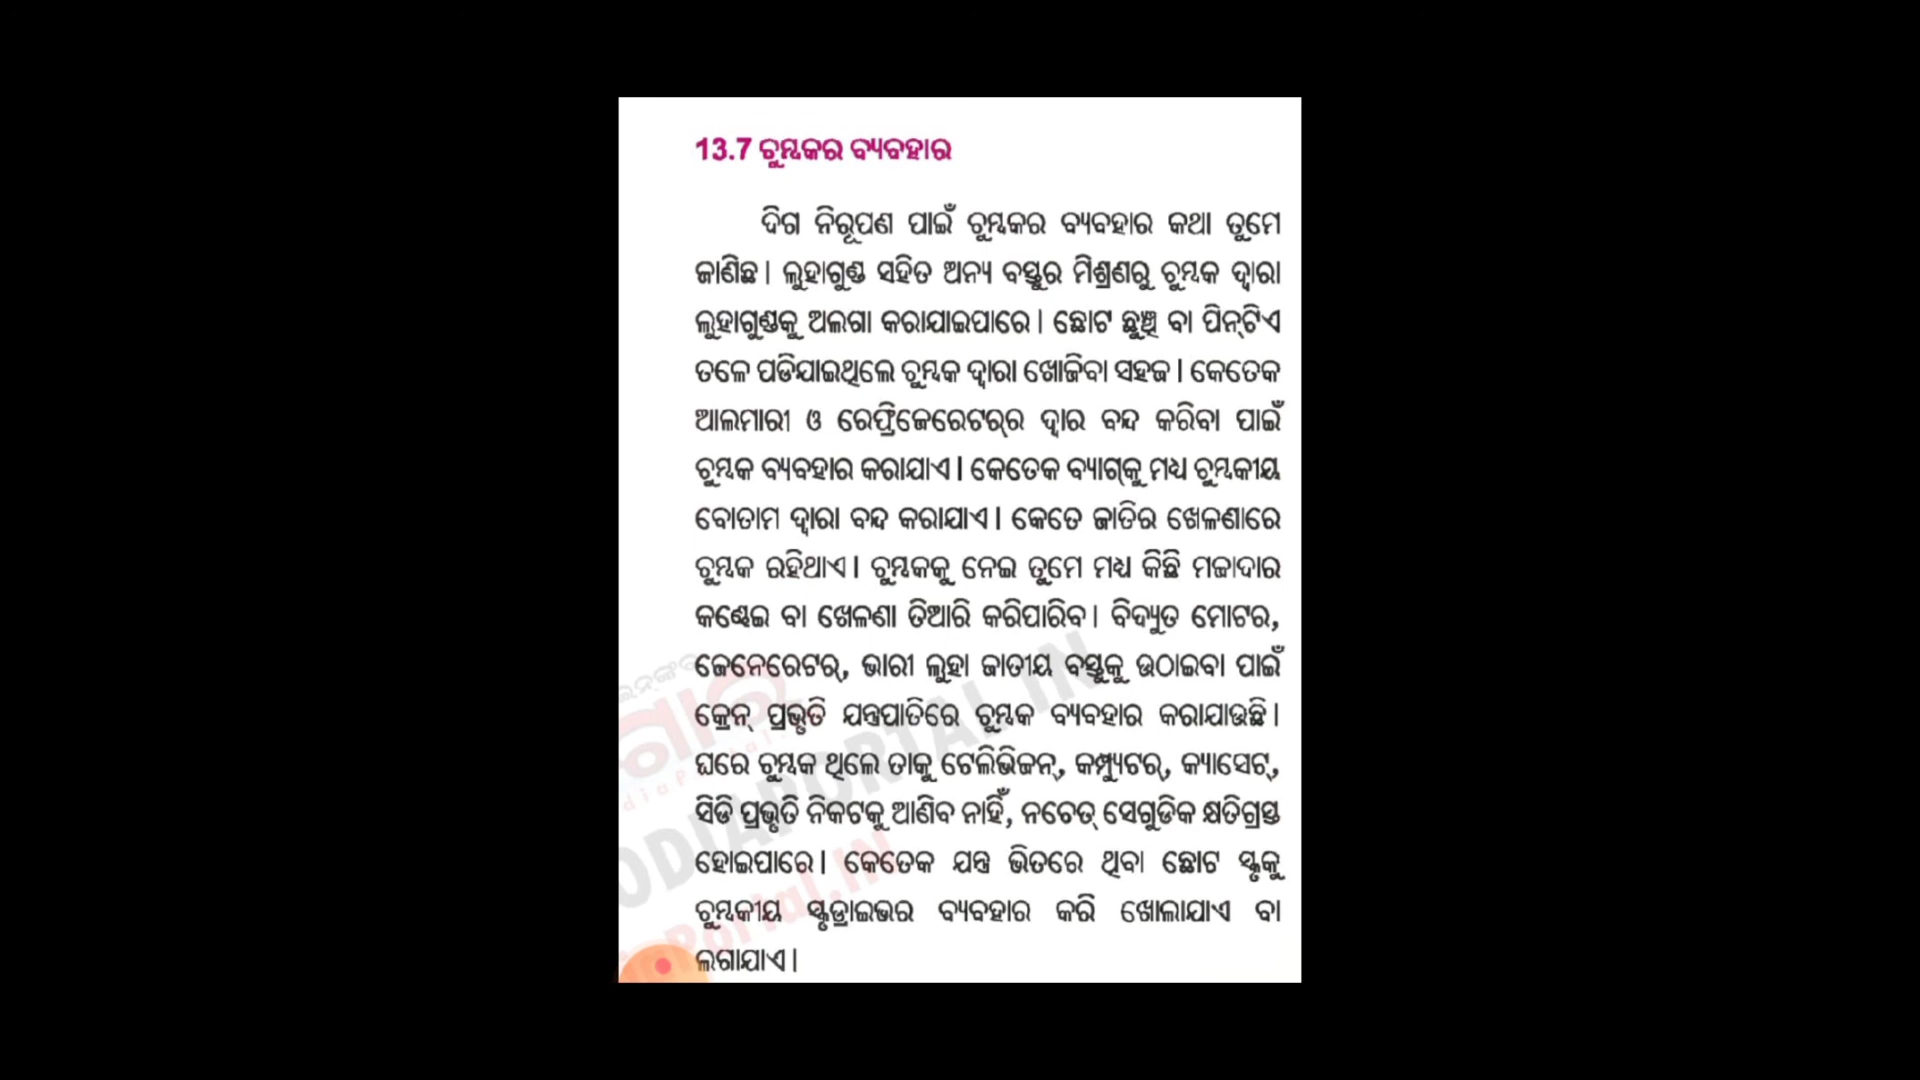 13.7 ଚୁମ୍ବକର ବ୍ୟବହାର
ଦିଗ ନିରୂପଣ ପାଇଁ ଚୁମ୍ବକର ବ୍ୟବହାର କଥା ତୁମେ
ଜାଣିଛ। ଲୁହାଗୁଣ୍ଡ ସହିତ ଅନ୍ୟ ବସ୍ତୁର ମିଶ୍ରଣରୁ ଚୁମ୍ବକ ଦ୍ୱାରା
ଲୁହାଗୁଣ୍ଡକୁ ଅଲଗା କରାଯାଇପାରେ। ଛୋଟ ଛୁଞ୍ଚି ବା ପିନ୍‌ଟିଏ
ତଳେ ପଡିଯାଇଥିଲେ ଚୁମ୍ବକ ଦ୍ୱାରା ଖୋଜିବା ସହଜ। କେତେକ
ଆଲମାରୀ ଓ ରେଫ୍ରିଜେରେଟର୍‌ର ଦ୍ୱାର ବନ୍ଦ କରିବା ପାଇଁ
ଚୁମ୍ବକ ବ୍ୟବହାର କରାଯାଏ। କେତେକ ବ୍ୟାଗ୍‌କୁ ମଧ୍ୟ ଚୁମ୍ବକୀୟ
ବୋତାମ ଦ୍ୱାରା ବନ୍ଦ କରାଯାଏ। କେତେ ଜାତିର ଖେଳଣାରେ
ଚୁମ୍ବକ ରହିଥାଏ। ଚୁମ୍ବକକୁ ନେଇ ତୁମେ ମଧ୍ୟ କିଛି ମଜାଦାର
କଣ୍ଢେଇ ବା ଖେଳଣା ତିଆରି କରିପାରିବ। ବିଦ୍ୟୁତ ମୋଟର,
ଜେନେରେଟର୍, ଭାରୀ ଲୁହା ଜାତୀୟ ବସ୍ତୁକୁ ଉଠାଇବା ପାଇଁ
କ୍ରେନ୍ ପ୍ରଭୃତି ଯନ୍ତ୍ରପାତିରେ ଚୁମ୍ବକ ବ୍ୟବହାର କରାଯାଉଛି।
ଘରେ ଚୁମ୍ବକ ଥିଲେ ତାକୁ ଟେଲିଭିଜନ୍, କମ୍ପ୍ୟୁଟର୍, କ୍ୟାସେଟ୍,
ସିଡି ପ୍ରଭୃତି ନିକଟକୁ ଆଣିବ ନାହିଁ, ନଚେତ୍ ସେଗୁଡିକ କ୍ଷତିଗ୍ରସ୍ତ
ହୋଇପାରେ। କେତେକ ଯନ୍ତ୍ର ଭିତରେ ଥିବା ଛୋଟ ସ୍କ୍ରୁକୁ
ଚୁମ୍ବକୀୟ ସ୍କ୍ରୁଡ୍ରାଇଭର ବ୍ୟବହାର କରି ଖୋଲାଯାଏ ବା
ଲଗାଯାଏ।
ODIAPORTAL.IN